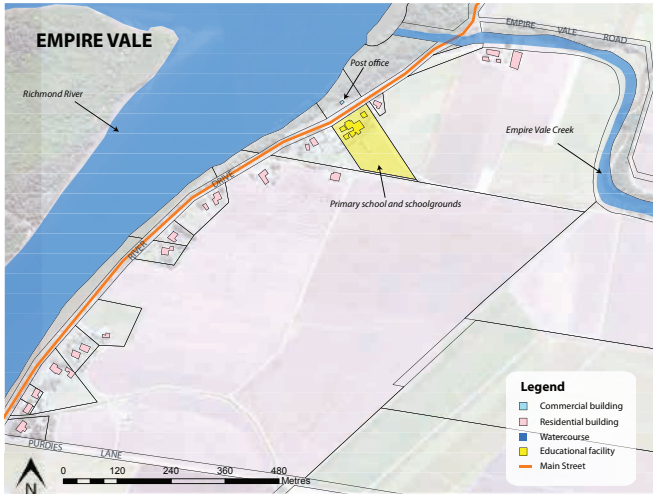 EMPIRE VALE
EMPIRE VALE ROAD
Post office
Richmond River
Empire Vale Creek
DRIVE
Primary school and schoolgrounds
RIVER
Legend
Commercial building
Residential building
Watercourse
Educational facility
Main Street
PURDIES LANE
N
0 120 240 360 480
Metres